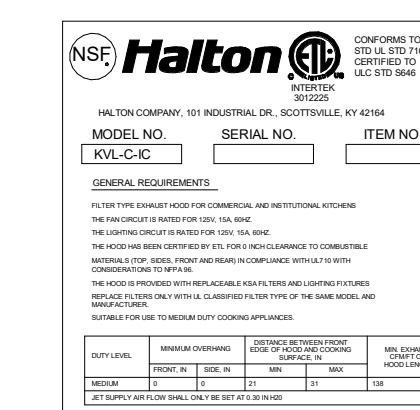 NSF
Halton
ETL
C LISTED US
INTERTEK
3012225
CONFORMS TO
STD UL STD 710
CERTIFIED TO
ULC STD S646
HALTON COMPANY, 101 INDUSTRIAL DR., SCOTTSVILLE, KY 42164
MODEL NO. SERIAL NO. ITEM NO
KVL-C-IC
GENERAL REQUIREMENTS
FILTER TYPE EXHAUST HOOD FOR COMMERCIAL AND INSTITUTIONAL KITCHENS
THE FAN CIRCUIT IS RATED FOR 125V, 15A, 60HZ.
THE LIGHTING CIRCUIT IS RATED FOR 125V, 15A, 60HZ.
THE HOOD HAS BEEN CERTIFIED BY ETL FOR 0 INCH CLEARANCE TO COMBUSTIBLE
MATERIALS (TOP, SIDES, FRONT AND REAR) IN COMPLIANCE WITH UL710 WITH
CONSIDERATIONS TO NFPA 96.
THE HOOD IS PROVIDED WITH REPLACEABLE KSA FILTERS AND LIGHTING FIXTURES
REPLACE FILTERS ONLY WITH UL CLASSIFIED FILTER TYPE OF THE SAME MODEL AND
MANUFACTURER.
SUITABLE FOR USE TO MEDIUM DUTY COOKING APPLIANCES.
DUTY LEVEL
MINIMUM OVERHANG
FRONT, IN SIDE, IN
DISTANCE BETWEEN FRONT
EDGE OF HOOD AND COOKING
SURFACE, IN
MIN MAX
MIN. EXHA
CFM/FT O
HOOD LEN
MEDIUM 0 0 21 31 138
JET SUPPLY AIR FLOW SHALL ONLY BE SET AT 0.30 IN H20